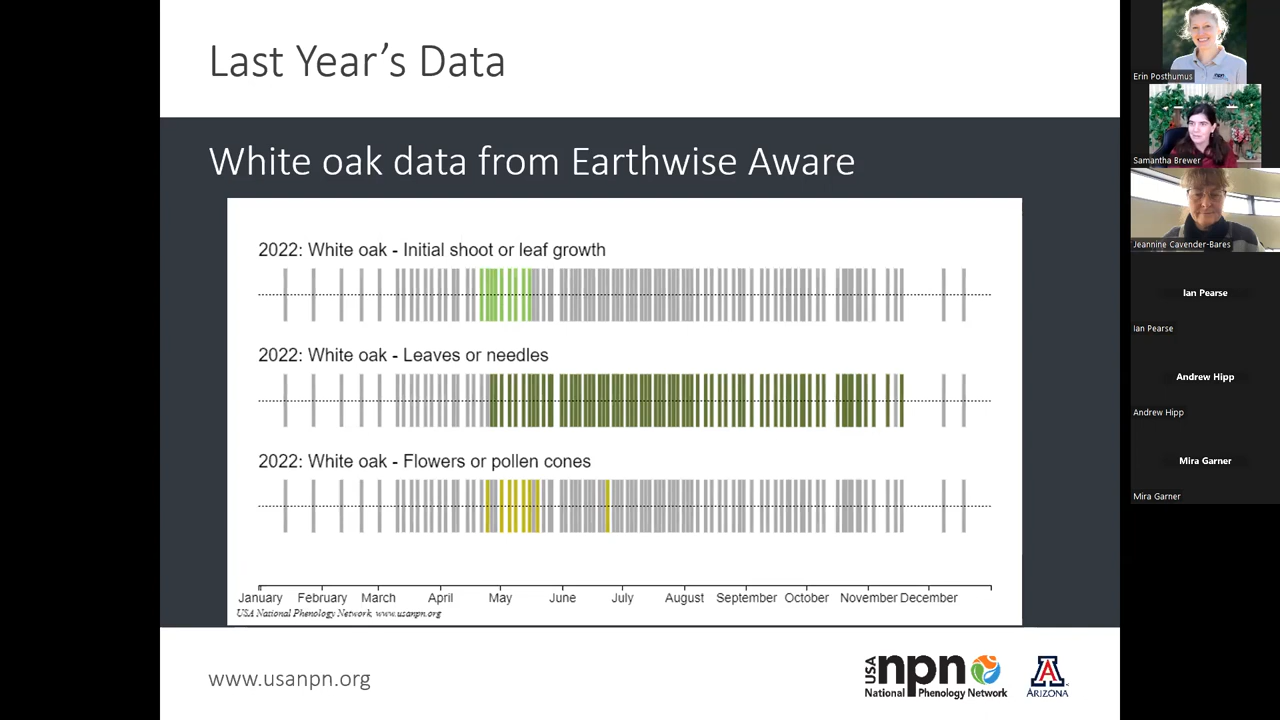 Last Year's Data
White oak data from Earthwise Aware
2022: White oak - Initial shoot or leaf growth
2022: White oak - Leaves or needles
2022: White oak - Flowers or pollen cones
January February March April May June July August September October November December
USA National Phenology Network www.usanpn.org
www.usanpn.org
USA npn
National Phenology Network
A
ARIZONA
npn
Erin Posthumus
Samantha Brewer
Jeannine Cavender-Bares
Ian Pearse
Ian Pearse
Andrew Hipp
Andrew Hipp
Mira Garner
Mira Garner